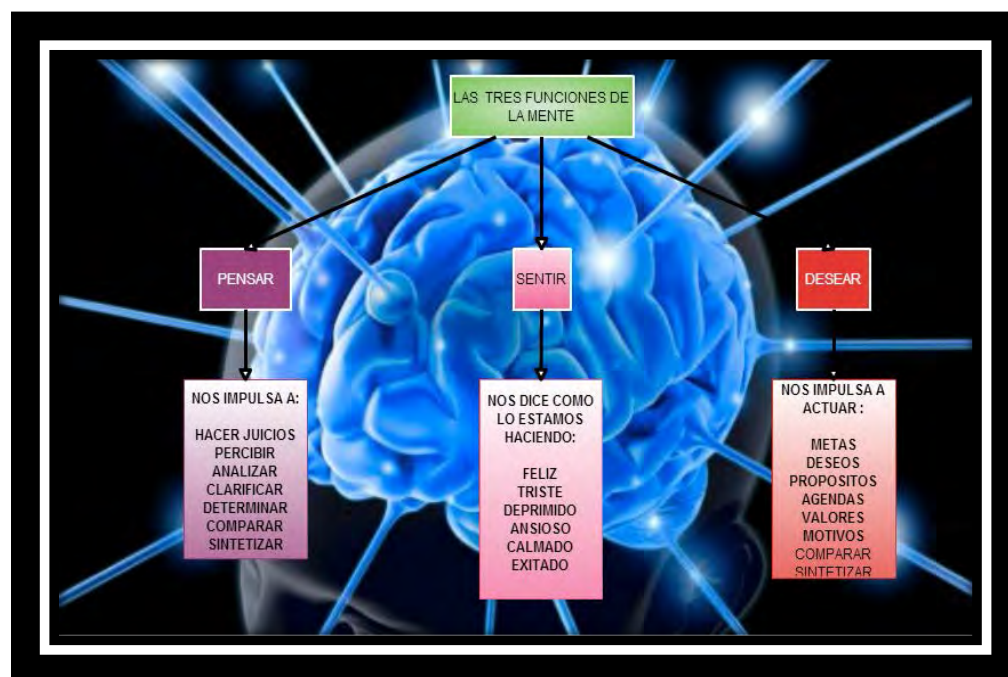 LAS TRES FUNCIONES DE
LA MENTE
PENSAR
SENTIR
DESEAR
NOS IMPULSA A:
HACER JUICIOS
PERCIBIR
ANALIZAR
CLARIFICAR
DETERMINAR
COMPARAR
SINTETIZAR
NOS DICE COMO
LO ESTAMOS
HACIENDO:
FELIZ
TRISTE
DEPRIMIDO
ANSIOSO
CALMADO
EXITADO
NOS IMPULSA A
ACTUAR :
METAS
DESEOS
PROPOSITOS
AGENDAS
VALORES
MOTIVOS
COMPARAR
SINTETIZAR